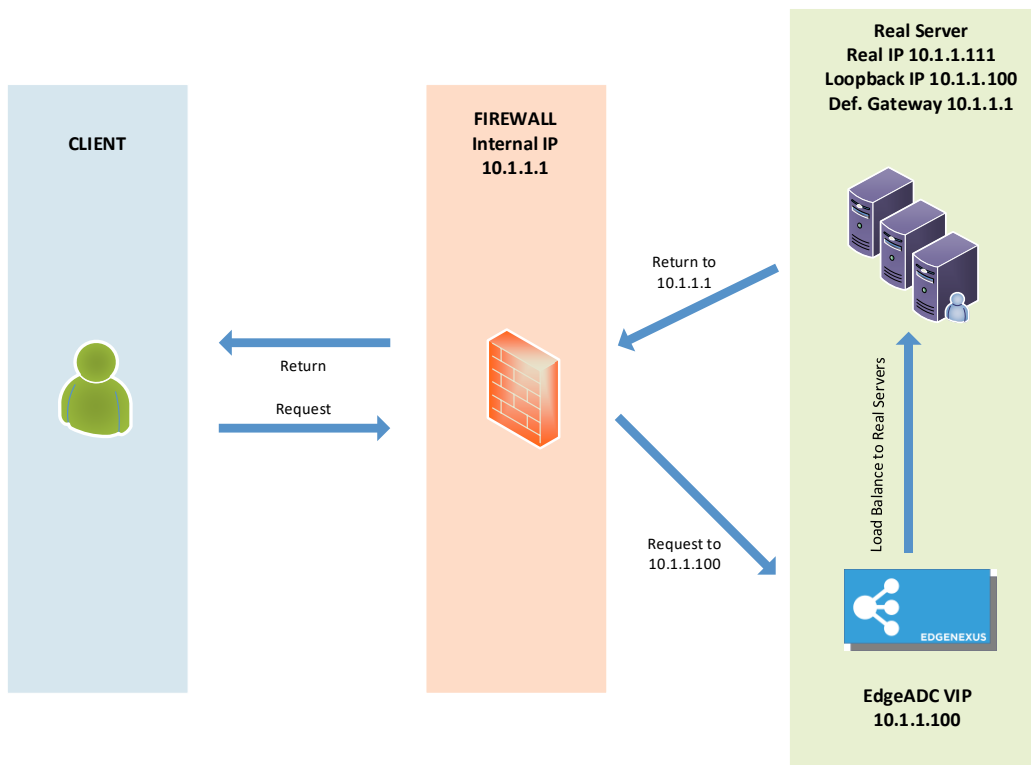 CLIENT
FIREWALL
Internal IP
10.1.1.1
Real Server
Real IP 10.1.1.111
Loopback IP 10.1.1.100
Def. Gateway 10.1.1.1
Return to
10.1.1.1
Return
Request
Request to
10.1.1.100
Load Balance to Real Servers
EDGENEXUS
EdgeADC VIP
10.1.1.100